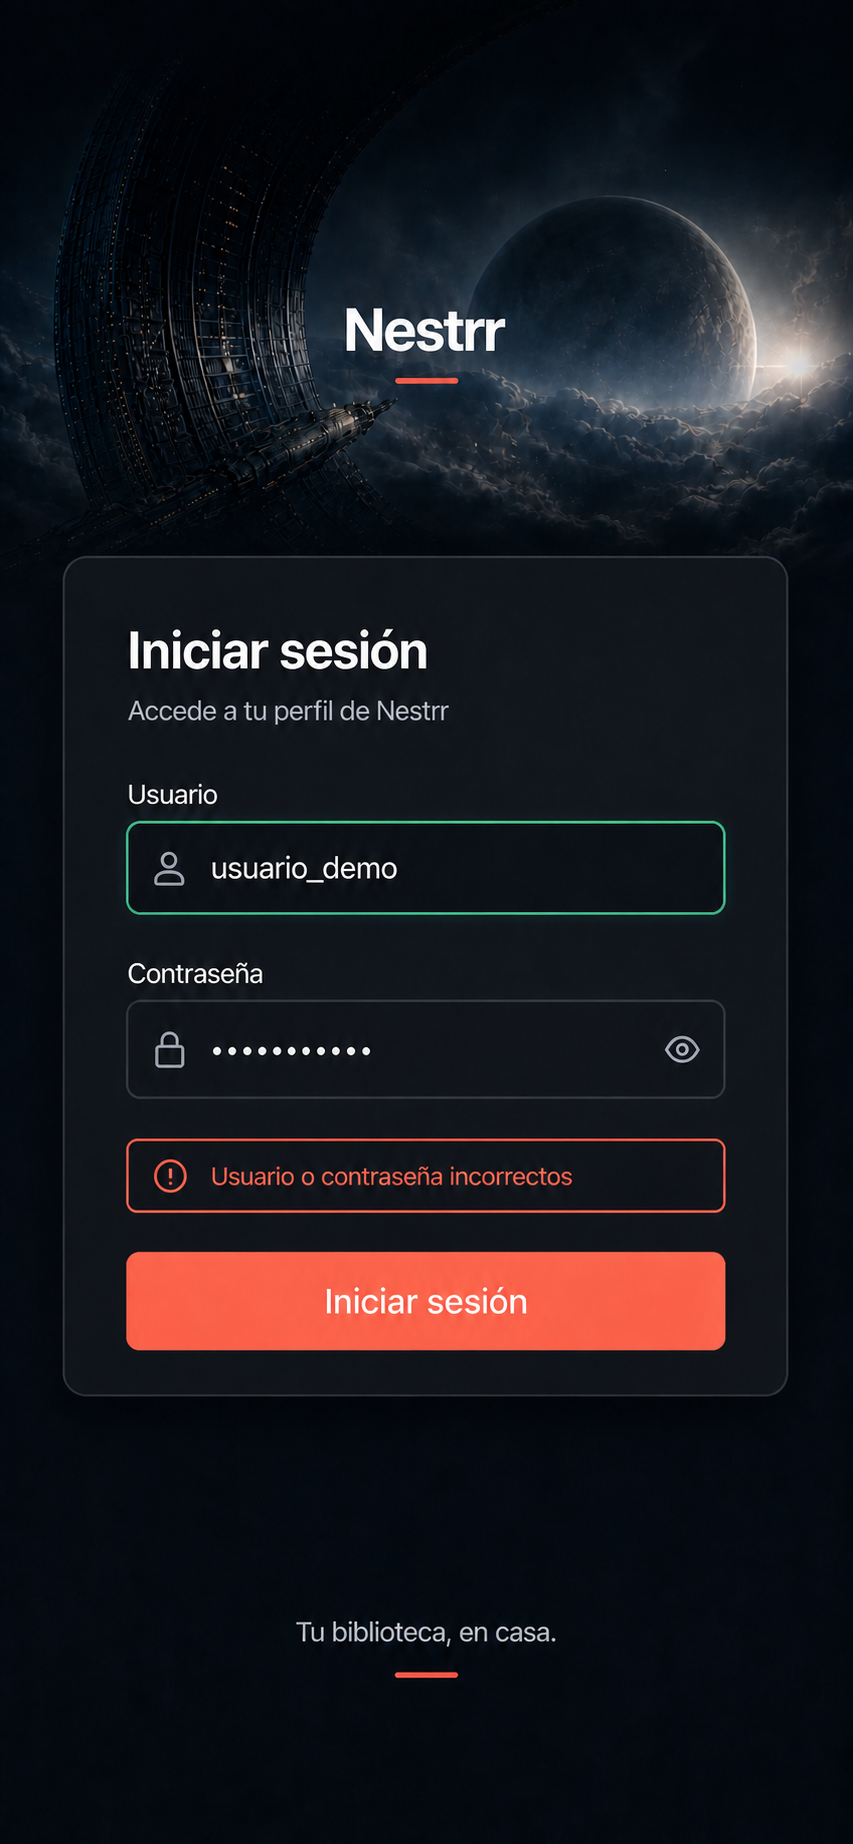 Nestrr
Iniciar sesión
Accede a tu perfil de Nestrr
Usuario
usuario_demo
Contraseña
•••••••••••
Usuario o contraseña incorrectos
Iniciar sesión
Tu biblioteca, en casa.